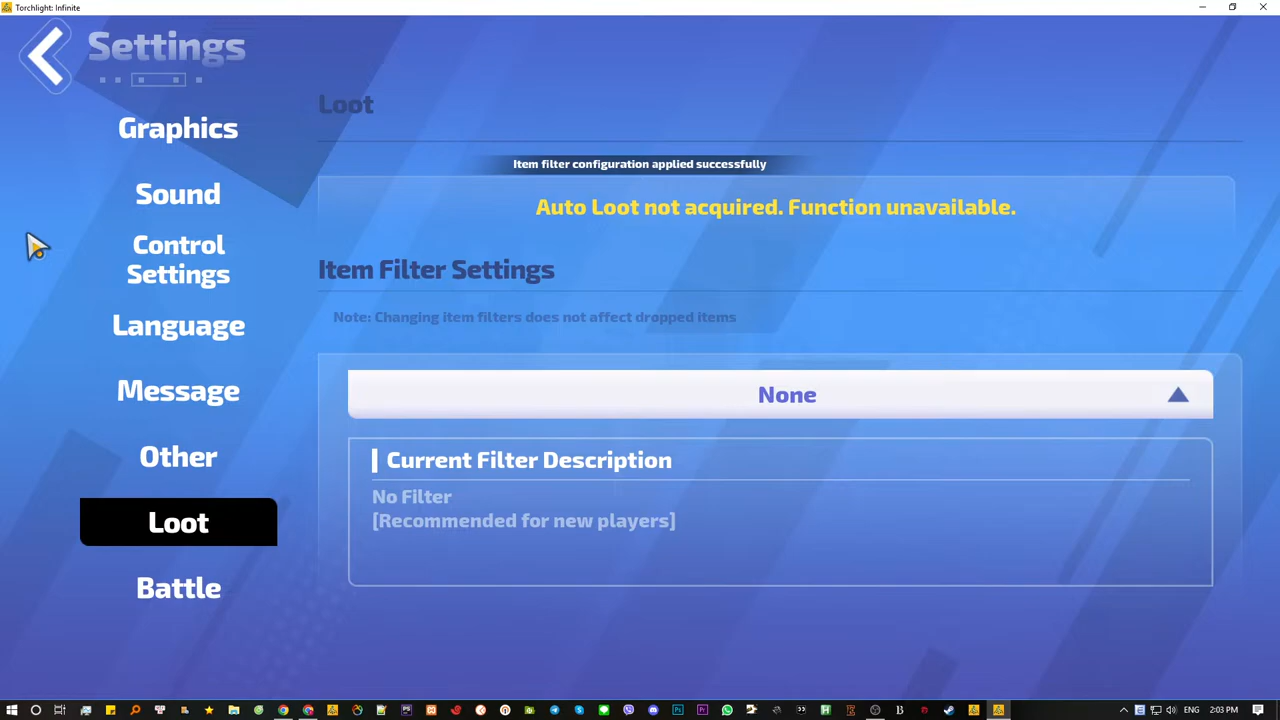 Torchlight: Infinite
Settings
Graphics
Sound
Control
Settings
Language
Message
Other
Loot
Battle
Loot
Item filter configuration applied successfully
Auto Loot not acquired. Function unavailable.
Item Filter Settings
Note: Changing item filters does not affect dropped items
None
Current Filter Description
No Filter
[Recommended for new players]
ENG
2:03 PM